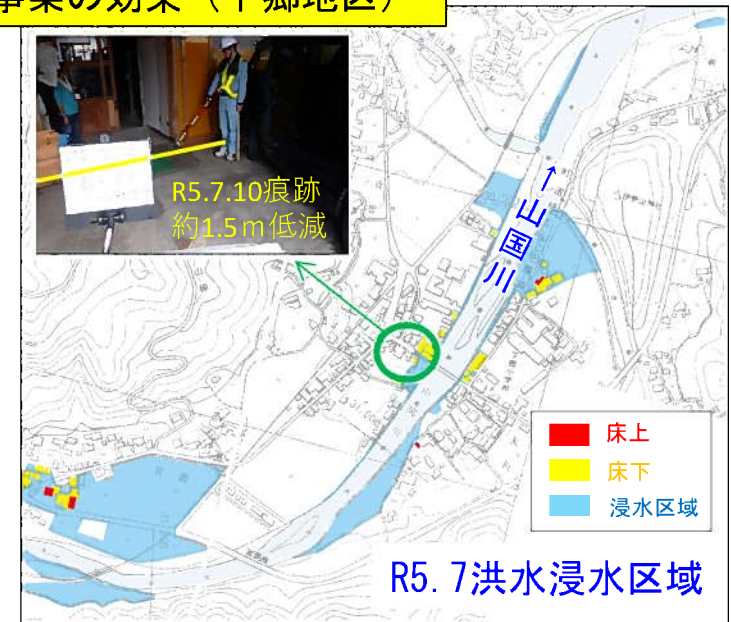 事業の効果（下郷地区）
R5.7.10痕跡
約1.5ｍ低減
→山国川
床上
床下
浸水区域
R5.7洪水浸水区域